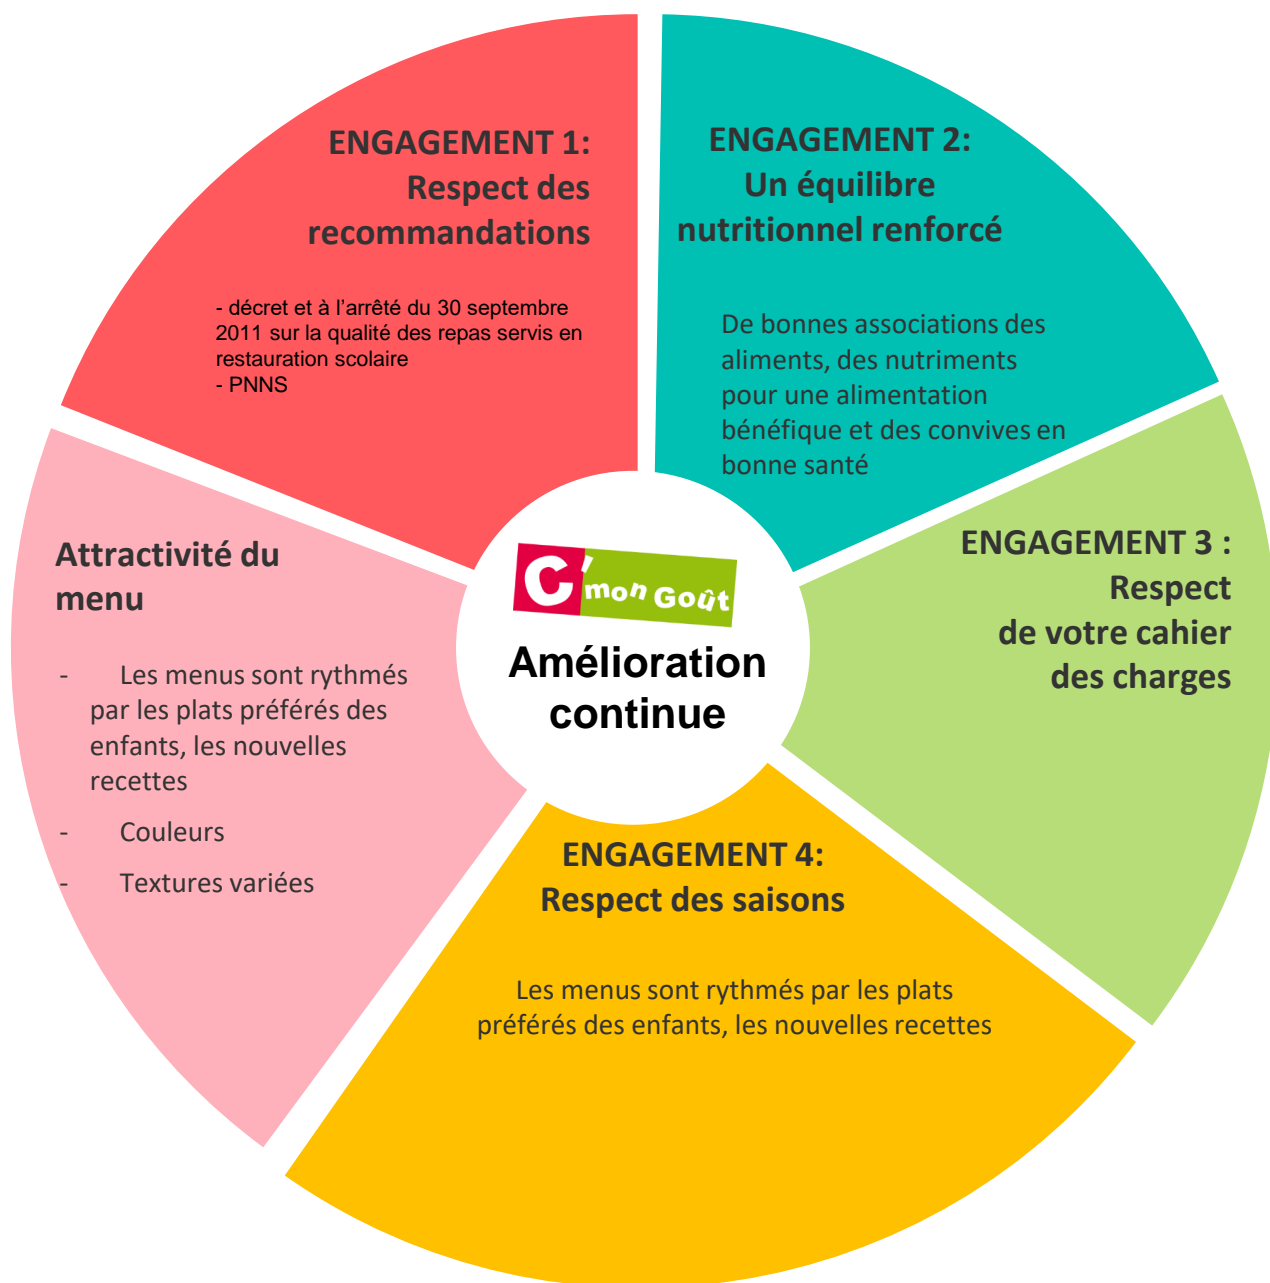 ENGAGEMENT 1:
Respect des
recommandations
- décret et à l'arrêté du 30 septembre
2011 sur la qualité des repas servis en
restauration scolaire
- PNNS
ENGAGEMENT 2:
Un équilibre
nutritionnel renforcé
De bonnes associations des
aliments, des nutriments
pour une alimentation
bénéfique et des convives en
bonne santé
ENGAGEMENT 3 :
Respect
de votre cahier
des charges
ENGAGEMENT 4:
Respect des saisons
Les menus sont rythmés par les plats
préférés des enfants, les nouvelles recettes
Attractivité du
menu
- Les menus sont rythmés
par les plats préférés des
enfants, les nouvelles
recettes
- Couleurs
- Textures variées
C'mon Goût
Amélioration
continue